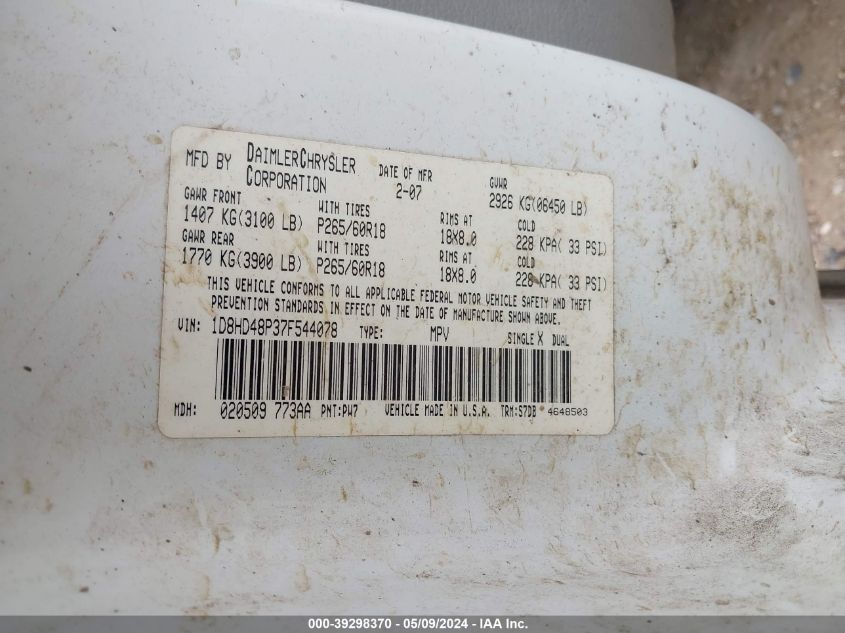 MFD BY DAIMLERCHRYSLER CORPORATION DATE OF MFR 2-07 GVWR 2926 KG(06450 LB)
GAWR FRONT WITH TIRES RIMS AT COLD
1407 KG(3100 LB) P265/60R18 18X8.0 228 KPA( 33 PSI)
GAWR REAR WITH TIRES RIMS AT COLD
1770 KG(3900 LB) P265/60R18 18X8.0 228 KPA( 33 PSI)
THIS VEHICLE CONFORMS TO ALL APPLICABLE FEDERAL MOTOR VEHICLE SAFETY AND THEFT
PREVENTION STANDARDS IN EFFECT ON THE DATE OF MANUFACTURE SHOWN ABOVE.
VIN: 1D8HD48P37F544078 TYPE: MPV SINGLE X DUAL
MDH: 020509 773AA PNT:PW7 VEHICLE MADE IN U.S.A. TRM:S7DB 4648503
000-39298370 - 05/09/2024 - IAA Inc.